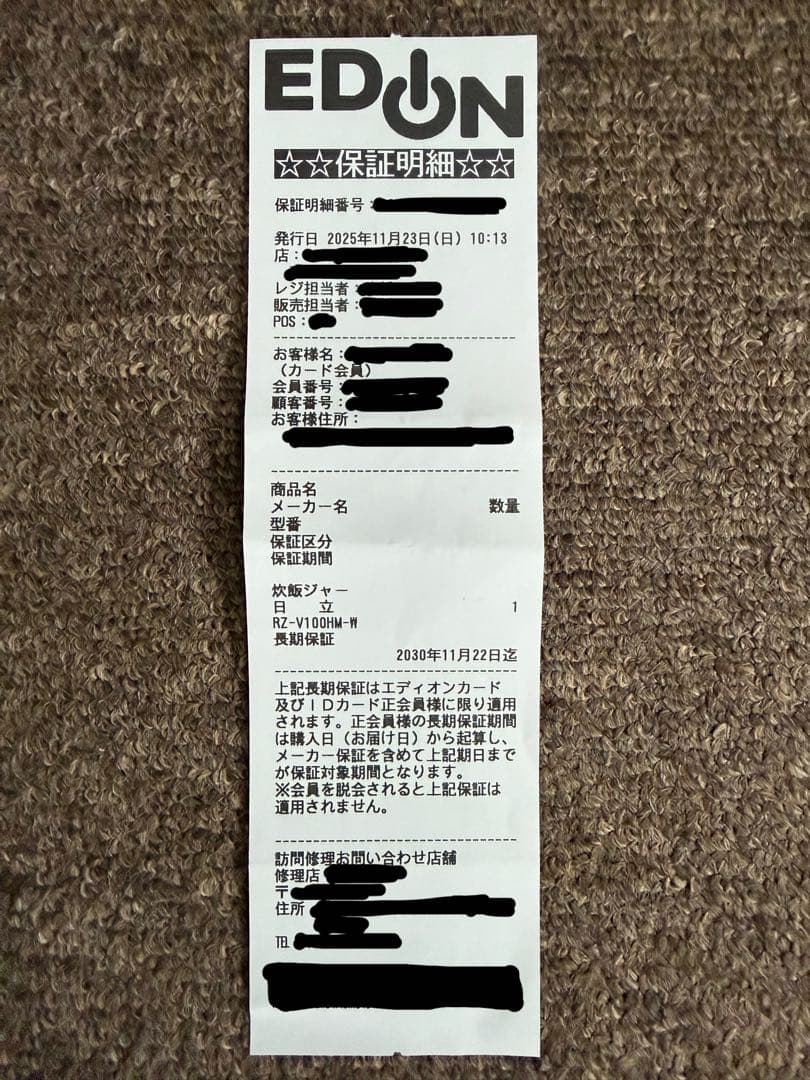 EDION
☆☆保証明細☆☆
保証明細番号:
発行日 2025年11月23日(日) 10:13
店:
レジ担当者:
販売担当者:
POS:
お客様名:
(カード会員)
会員番号:
顧客番号:
お客様住所:
商品名
メーカー名 数量
型番
保証区分
保証期間
炊飯ジャー
日 立 1
RZ-V100HM-W
長期保証
2030年11月22日迄
上記長期保証はエディオンカード
及びIDカード正会員様に限り適用
されます。正会員様の長期保証期間
は購入日(お届け日)から起算し、
メーカー保証を含めて上記期日まで
が保証対象期間となります。
※会員を脱会されると上記保証は
適用されません。
訪問修理お問い合わせ店舗
修理店
〒
住所
TEL